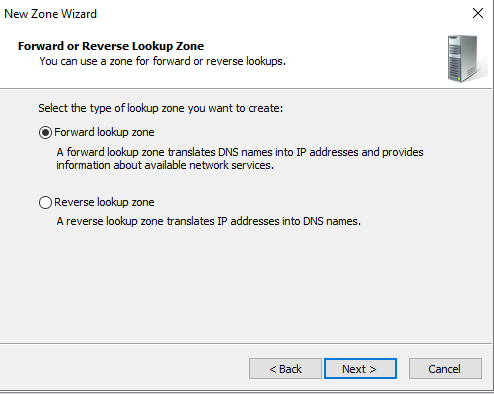 New Zone Wizard
Forward or Reverse Lookup Zone
You can use a zone for forward or reverse lookups.
Select the type of lookup zone you want to create:
Forward lookup zone
A forward lookup zone translates DNS names into IP addresses and provides
information about available network services.
Reverse lookup zone
A reverse lookup zone translates IP addresses into DNS names.
< Back
Next >
Cancel